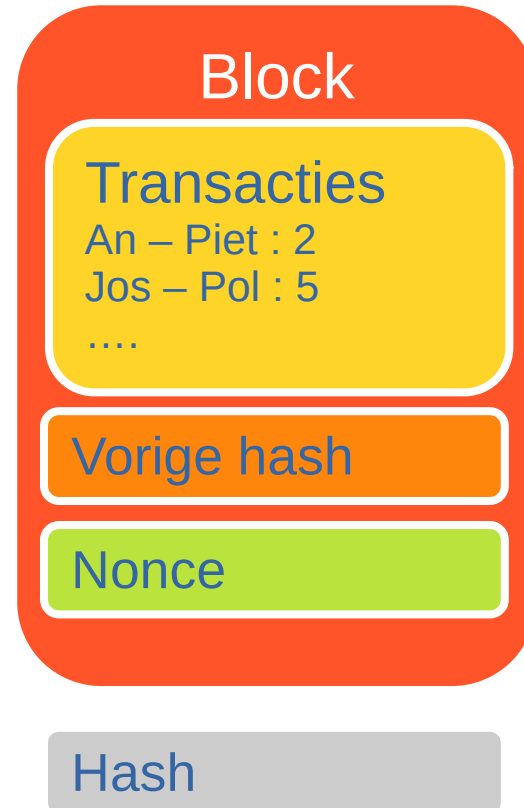 Block
Transacties
An – Piet : 2
Jos – Pol : 5
....
Vorige hash
Nonce
Hash